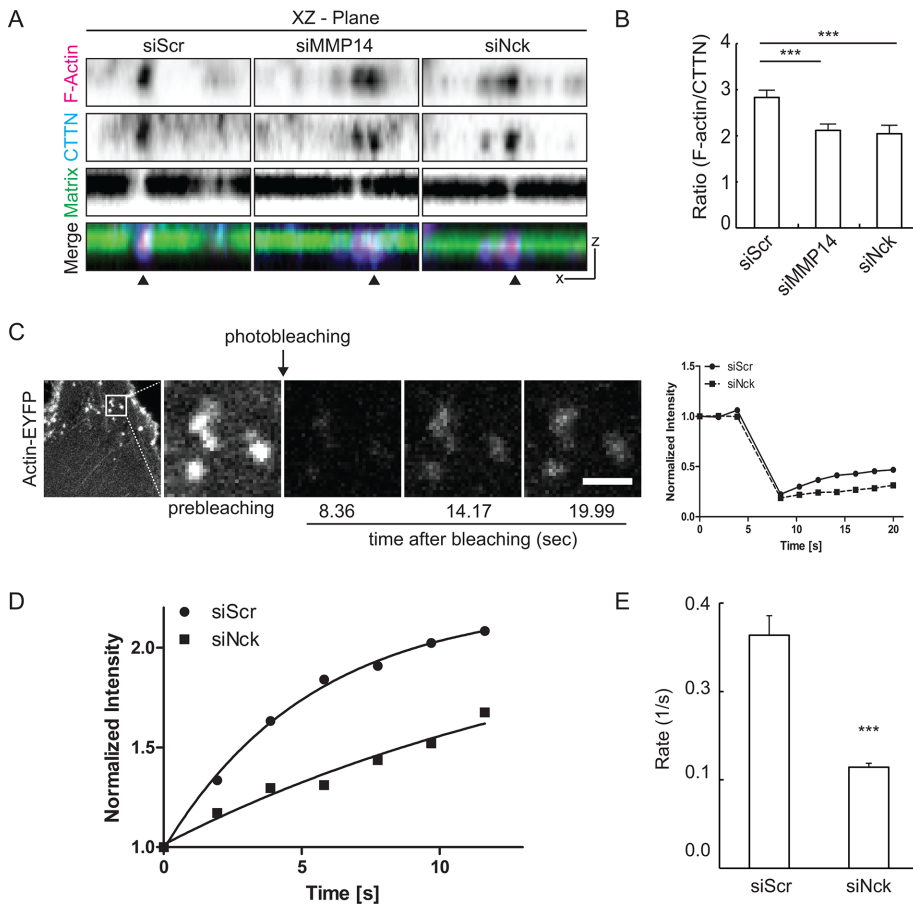 A
XZ - Plane
siScr siMMP14 siNck
F-Actin
CTTN
Matrix
Merge
z
x
B
***
***
4
3
2
1
0
Ratio (F-actin/CTTN)
siScr
siMMP14
siNck
C
photobleaching
Actin-EYFP
prebleaching
8.36 14.17 19.99
time after bleaching (sec)
siScr
siNck
1.5
1.0
0.5
0.0
Normalized Intensity
0 5 10 15 20
Time [s]
D
siScr
siNck
2.0
1.5
1.0
Normalized Intensity
0 5 10
Time [s]
E
0.4
0.3
0.1
0.0
Rate (1/s)
***
siScr siNck